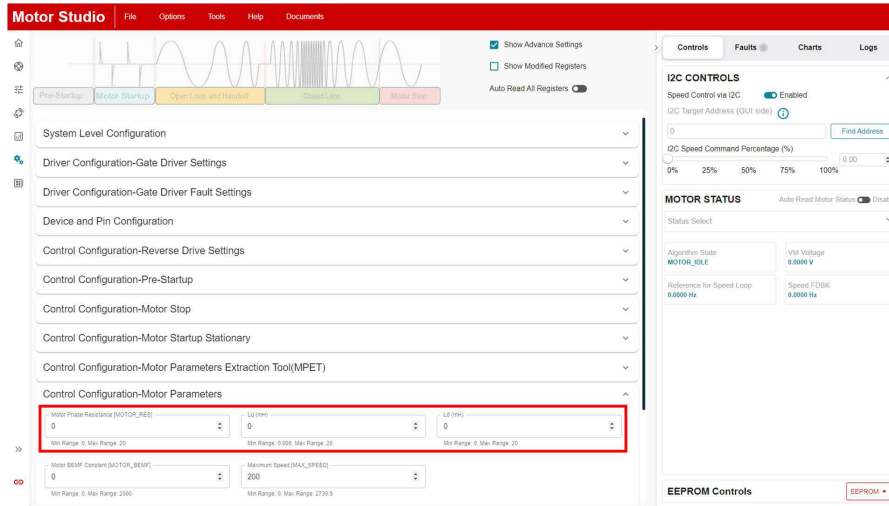 Motor Studio File Options Tools Help Documents
Show Advance Settings
Show Modified Registers
Auto Read All Registers
Pre-Startup Motor Startup Open Loop and Handoff Closed Loop Motor Stop
System Level Configuration
Driver Configuration-Gate Driver Settings
Driver Configuration-Gate Driver Fault Settings
Device and Pin Configuration
Control Configuration-Reverse Drive Settings
Control Configuration-Pre-Startup
Control Configuration-Motor Stop
Control Configuration-Motor Startup Stationary
Control Configuration-Motor Parameters Extraction Tool(MPET)
Control Configuration-Motor Parameters
Motor Phase Resistance [MOTOR_RES] Lq (mH) Ld (mH)
0 0 0
Min Range: 0, Max Range: 20 Min Range: 0.006, Max Range: 20 Min Range: 0, Max Range: 20
Motor BEMF Constant [MOTOR_BEMF] Maximum Speed [MAX_SPEED]
0 200
Min Range: 0, Max Range: 2000 Min Range: 0, Max Range: 2730.5
Controls Faults Charts Logs
I2C CONTROLS
Speed Control via I2C Enabled
I2C Target Address (GUI side)
0 Find Address
I2C Speed Command Percentage (%)
0.00
0% 25% 50% 75% 100%
MOTOR STATUS Auto Read Motor Status Disab
Status Select
Algorithm State VM Voltage
MOTOR_IDLE 0.0000 V
Reference for Speed Loop Speed FDBK
0.0000 Hz 0.0000 Hz
EEPROM Controls EEPROM